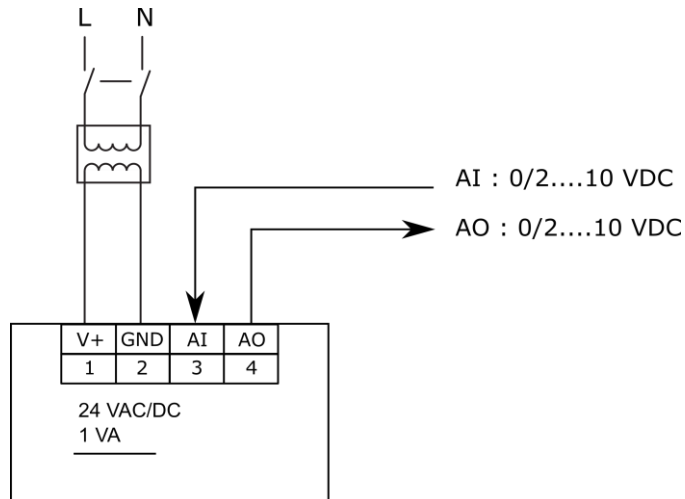 L N
AI : 0/2....10 VDC
AO : 0/2....10 VDC
V+ GND AI AO
1 2 3 4
24 VAC/DC
1 VA